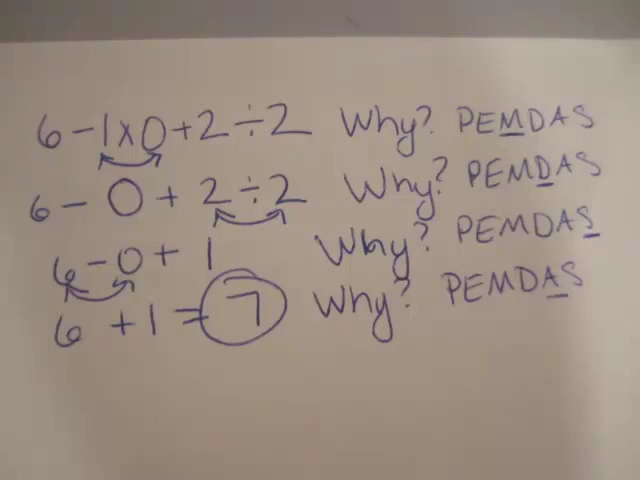 6 - 1 × 0 + 2 ÷ 2 Why? PEMDAS
6 - 0 + 2 ÷ 2 Why? PEMDAS
6 - 0 + 1 Why? PEMDAS
6 + 1 = 7 Why? PEMDAS